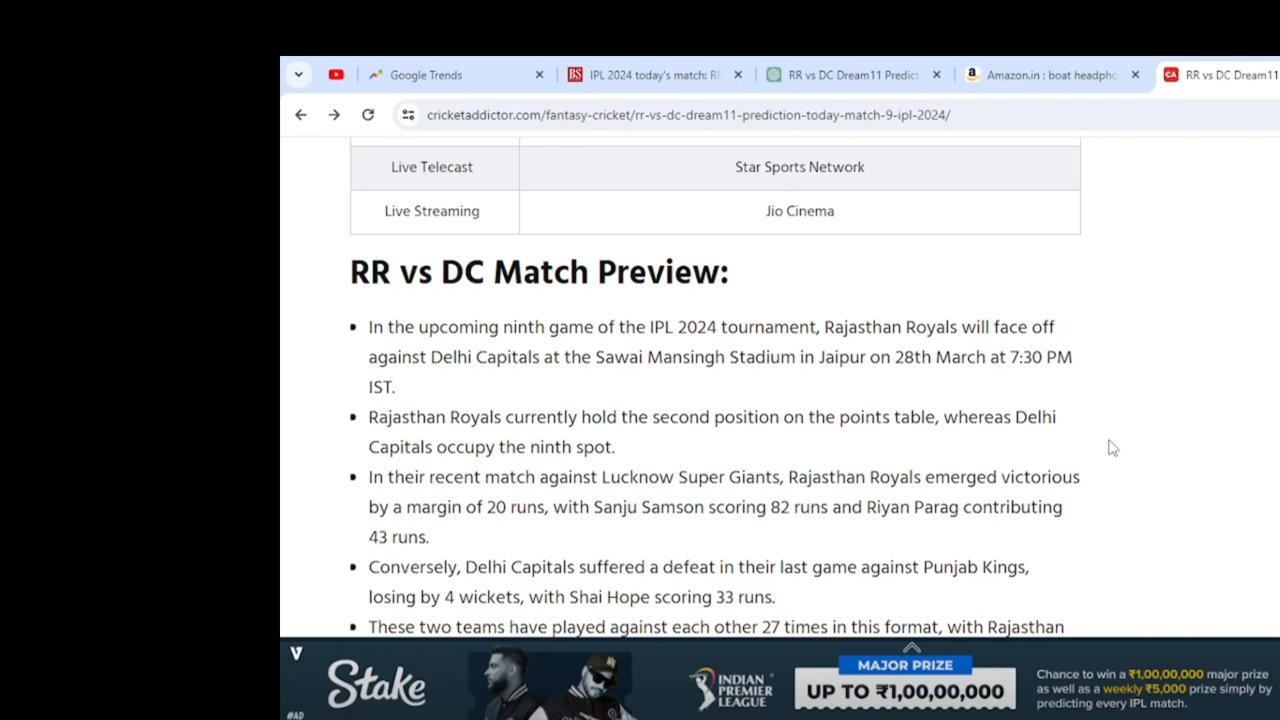 Google Trends
IPL 2024 today's match: RR
RR vs DC Dream11 Predict
Amazon.in : boat headpho
RR vs DC Dream11
cricketaddictor.com/fantasy-cricket/rr-vs-dc-dream11-prediction-today-match-9-ipl-2024/
Live Telecast Star Sports Network
Live Streaming Jio Cinema
RR vs DC Match Preview:
In the upcoming ninth game of the IPL 2024 tournament, Rajasthan Royals will face off
against Delhi Capitals at the Sawai Mansingh Stadium in Jaipur on 28th March at 7:30 PM
IST.
Rajasthan Royals currently hold the second position on the points table, whereas Delhi
Capitals occupy the ninth spot.
In their recent match against Lucknow Super Giants, Rajasthan Royals emerged victorious
by a margin of 20 runs, with Sanju Samson scoring 82 runs and Riyan Parag contributing
43 runs.
Conversely, Delhi Capitals suffered a defeat in their last game against Punjab Kings,
losing by 4 wickets, with Shai Hope scoring 33 runs.
These two teams have played against each other 27 times in this format, with Rajasthan
V
#AD
Stake
INDIAN
PREMIER
LEAGUE
MAJOR PRIZE
UP TO ₹1,00,00,000
Chance to win a ₹1,00,00,000 major prize
as well as a weekly ₹5,000 prize simply by
predicting every IPL match.